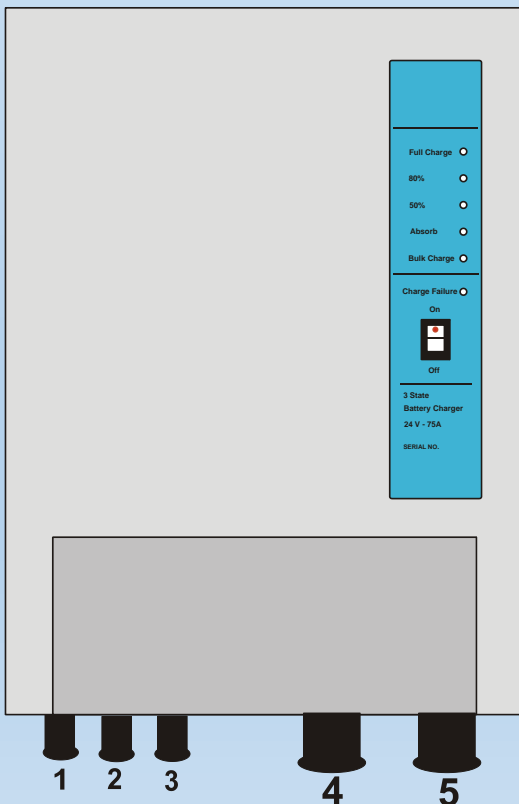 Full Charge
80%
50%
Absorb
Bulk Charge
Charge Failure
On
Off
3 State
Battery Charger
24 V - 75A
SERIAL NO.
1 2 3 4 5